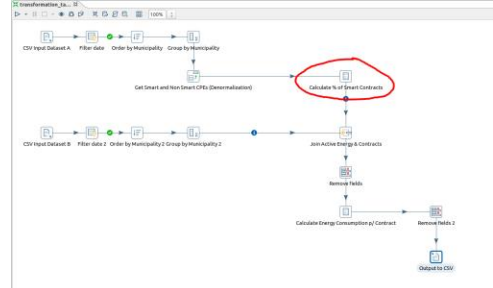 transformation_ta...
100%
CSV Input Dataset A
Filter date
Order by Municipality
Group by Municipality
Get Smart and Non Smart CPEs (Denormalisation)
Calculate % of Smart Contracts
CSV Input Dataset B
Filter date 2
Order by Municipality 2
Group by Municipality 2
Join Active Energy & Contracts
Remove fields
Calculate Energy Consumption p/ Contract
Remove fields 2
Output to CSV